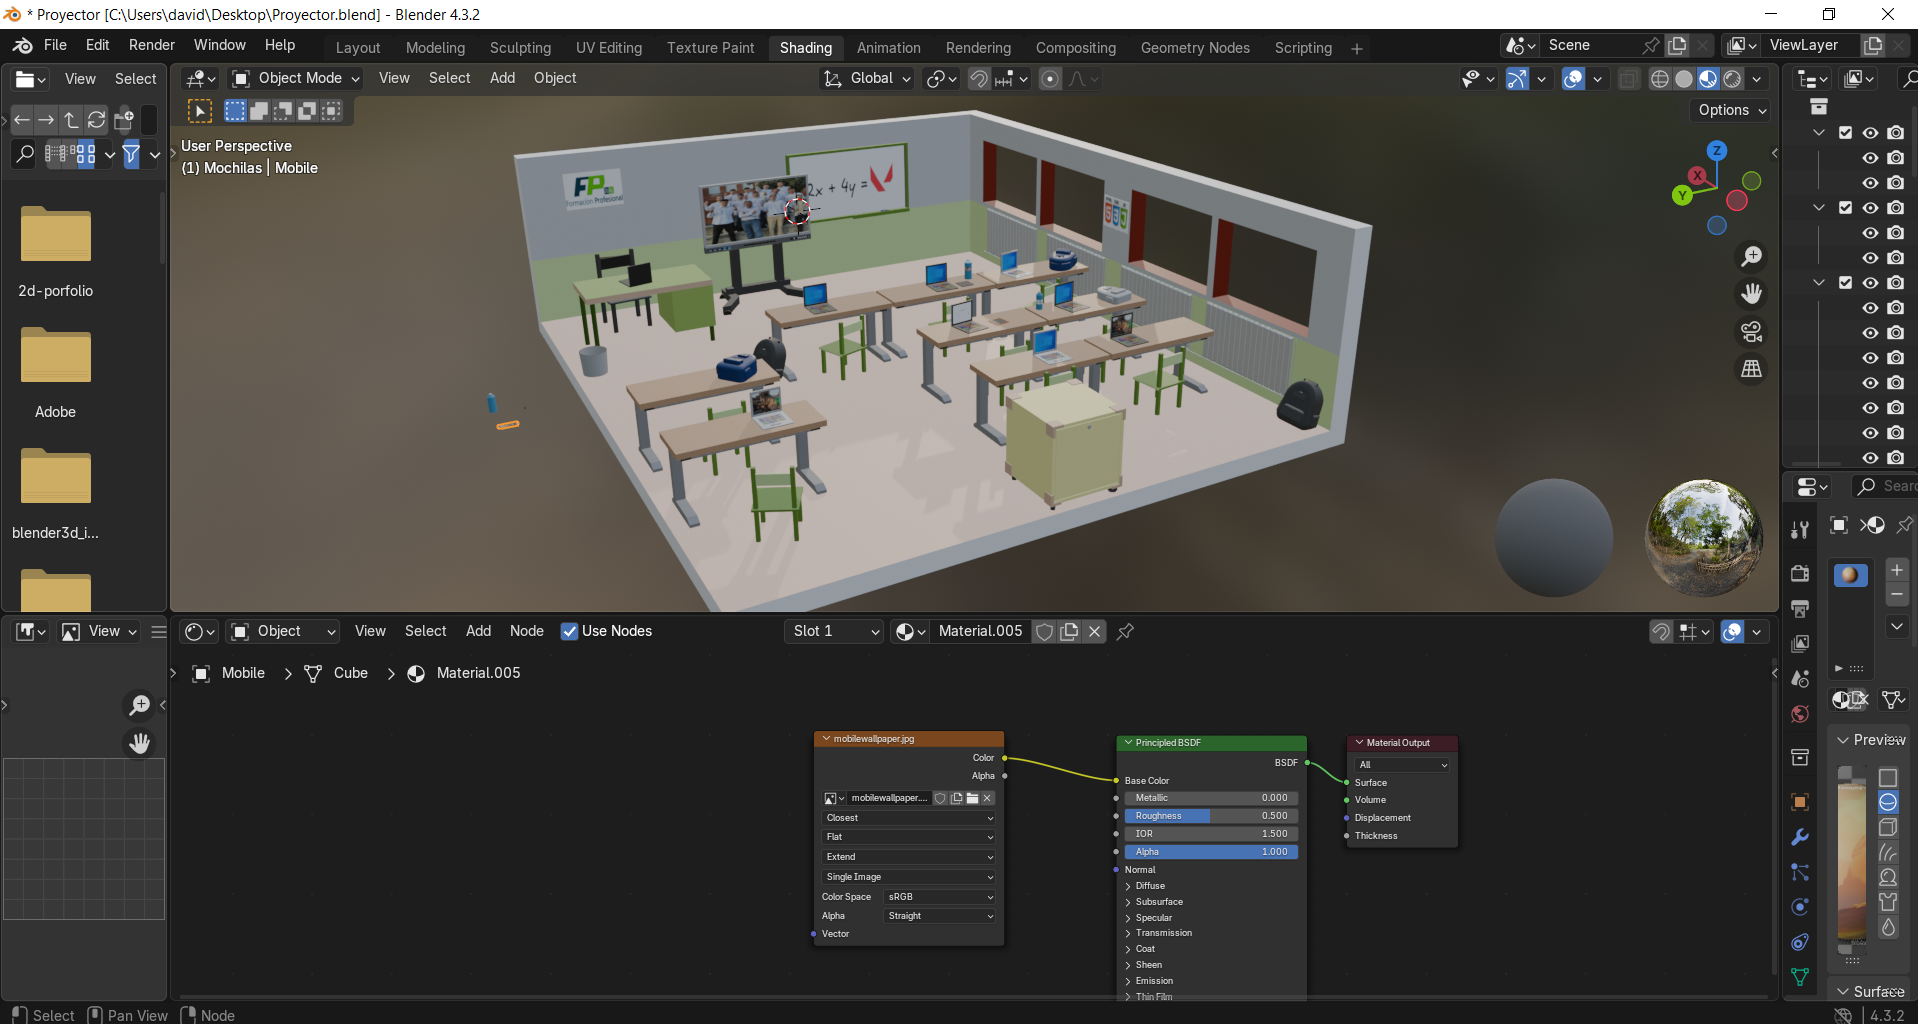 * Proyector [C:\Users\david\Desktop\Proyector.blend] - Blender 4.3.2
File Edit Render Window Help
Layout Modeling Sculpting UV Editing Texture Paint Shading Animation Rendering Compositing Geometry Nodes Scripting
Scene
ViewLayer
View Select
Object Mode View Select Add Object
Global
Options
User Perspective
(1) Mochilas | Mobile
Z
X
Y
FP
Formacion Profesional
2x + 4y =
2d-porfolio
Adobe
blender3d_i...
View
Object View Select Add Node Use Nodes
Slot 1 Material.005
Mobile > Cube > Material.005
mobilewallpaper.jpg
Color
Alpha
mobilewallpaper....
Closest
Flat
Extend
Single Image
Color Space sRGB
Alpha Straight
Vector
Principled BSDF
BSDF
Base Color
Metallic 0.000
Roughness 0.500
IOR 1.500
Alpha 1.000
Normal
Diffuse
Subsurface
Specular
Transmission
Coat
Sheen
Emission
Thin Film
Material Output
All
Surface
Volume
Displacement
Thickness
Sear
Preview
Surface
Select Pan View Node
4.3.2